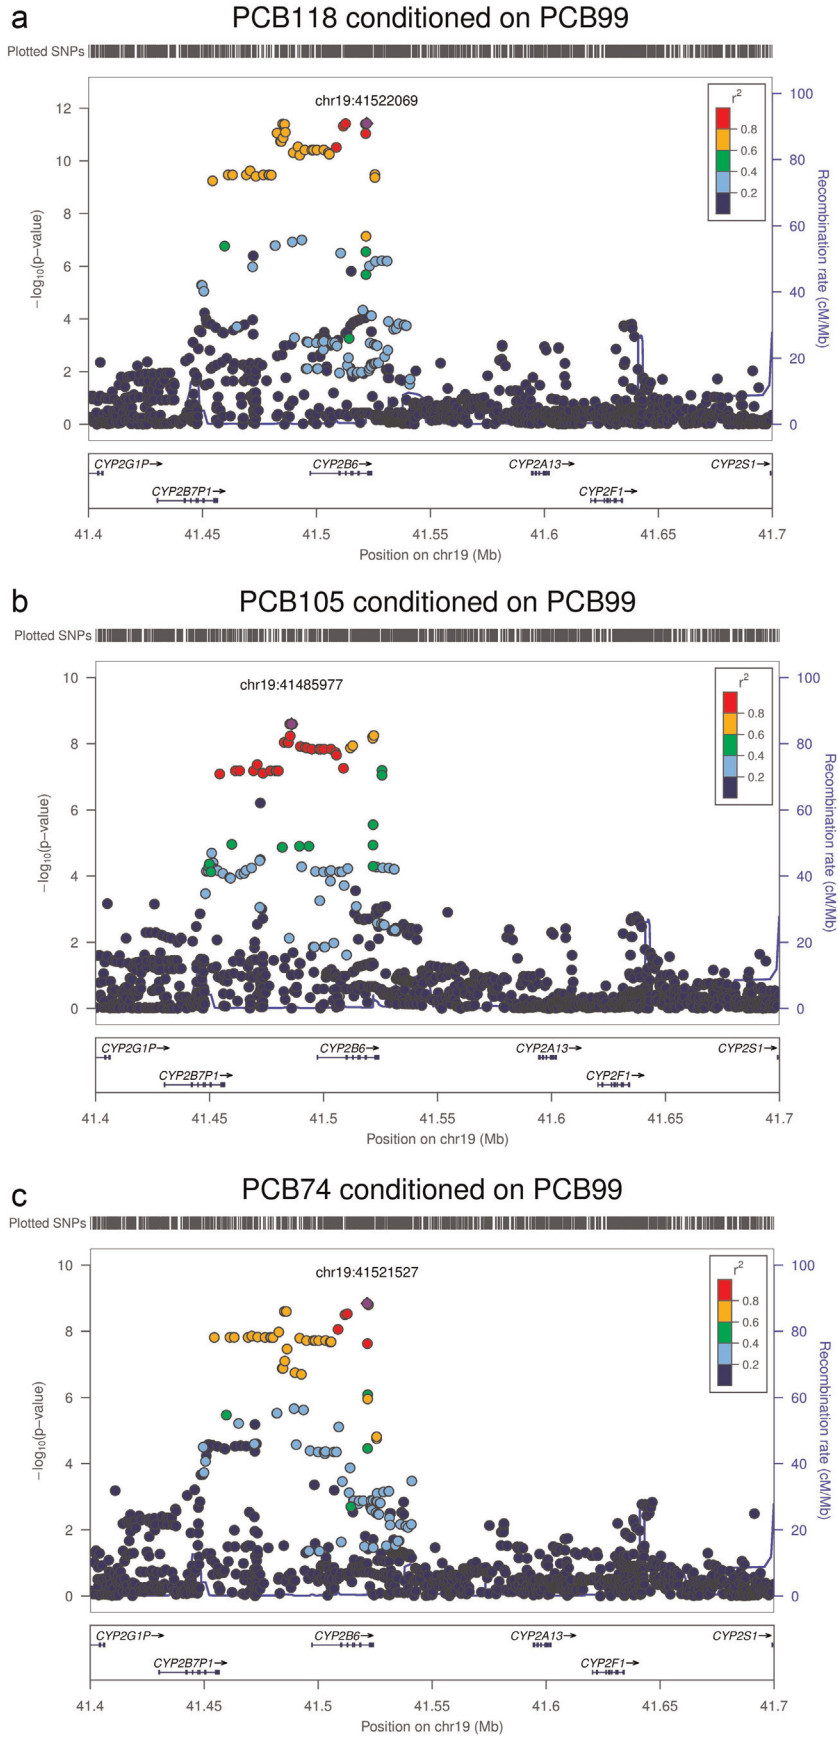 a
PCB118 conditioned on PCB99
Plotted SNPs
chr19:41522069
r²
0.8
0.6
0.4
0.2
12
10
8
6
4
2
0
−log₁₀(p−value)
100
80
60
40
20
0
Recombination rate (cM/Mb)
CYP2G1P→
CYP2B6→
CYP2A13→
CYP2S1→
CYP2B7P1→
CYP2F1→
41.4 41.45 41.5 41.55 41.6 41.65 41.7
Position on chr19 (Mb)
b
PCB105 conditioned on PCB99
Plotted SNPs
chr19:41485977
r²
0.8
0.6
0.4
0.2
10
8
6
4
2
0
−log₁₀(p−value)
100
80
60
40
20
0
Recombination rate (cM/Mb)
CYP2G1P→
CYP2B6→
CYP2A13→
CYP2S1→
CYP2B7P1→
CYP2F1→
41.4 41.45 41.5 41.55 41.6 41.65 41.7
Position on chr19 (Mb)
c
PCB74 conditioned on PCB99
Plotted SNPs
chr19:41521527
r²
0.8
0.6
0.4
0.2
10
8
6
4
2
0
−log₁₀(p−value)
100
80
60
40
20
0
Recombination rate (cM/Mb)
CYP2G1P→
CYP2B6→
CYP2A13→
CYP2S1→
CYP2B7P1→
CYP2F1→
41.4 41.45 41.5 41.55 41.6 41.65 41.7
Position on chr19 (Mb)